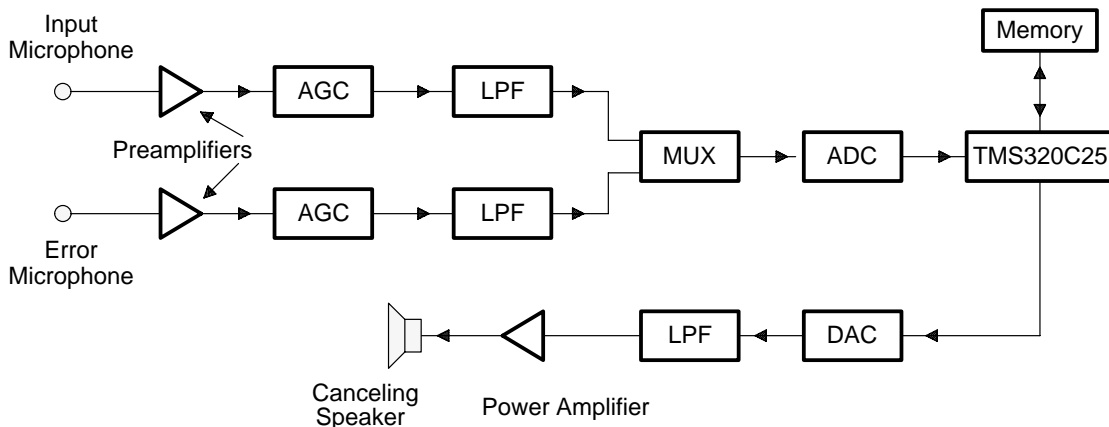 Input
Microphone
Memory
AGC
LPF
Preamplifiers
MUX
ADC
TMS320C25
AGC
LPF
Error
Microphone
LPF
DAC
Canceling
Speaker
Power Amplifier